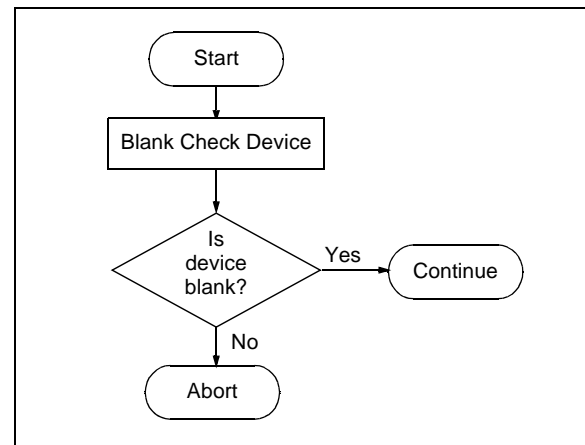 Start
Blank Check Device
Is
device
blank?
Yes
Continue
No
Abort